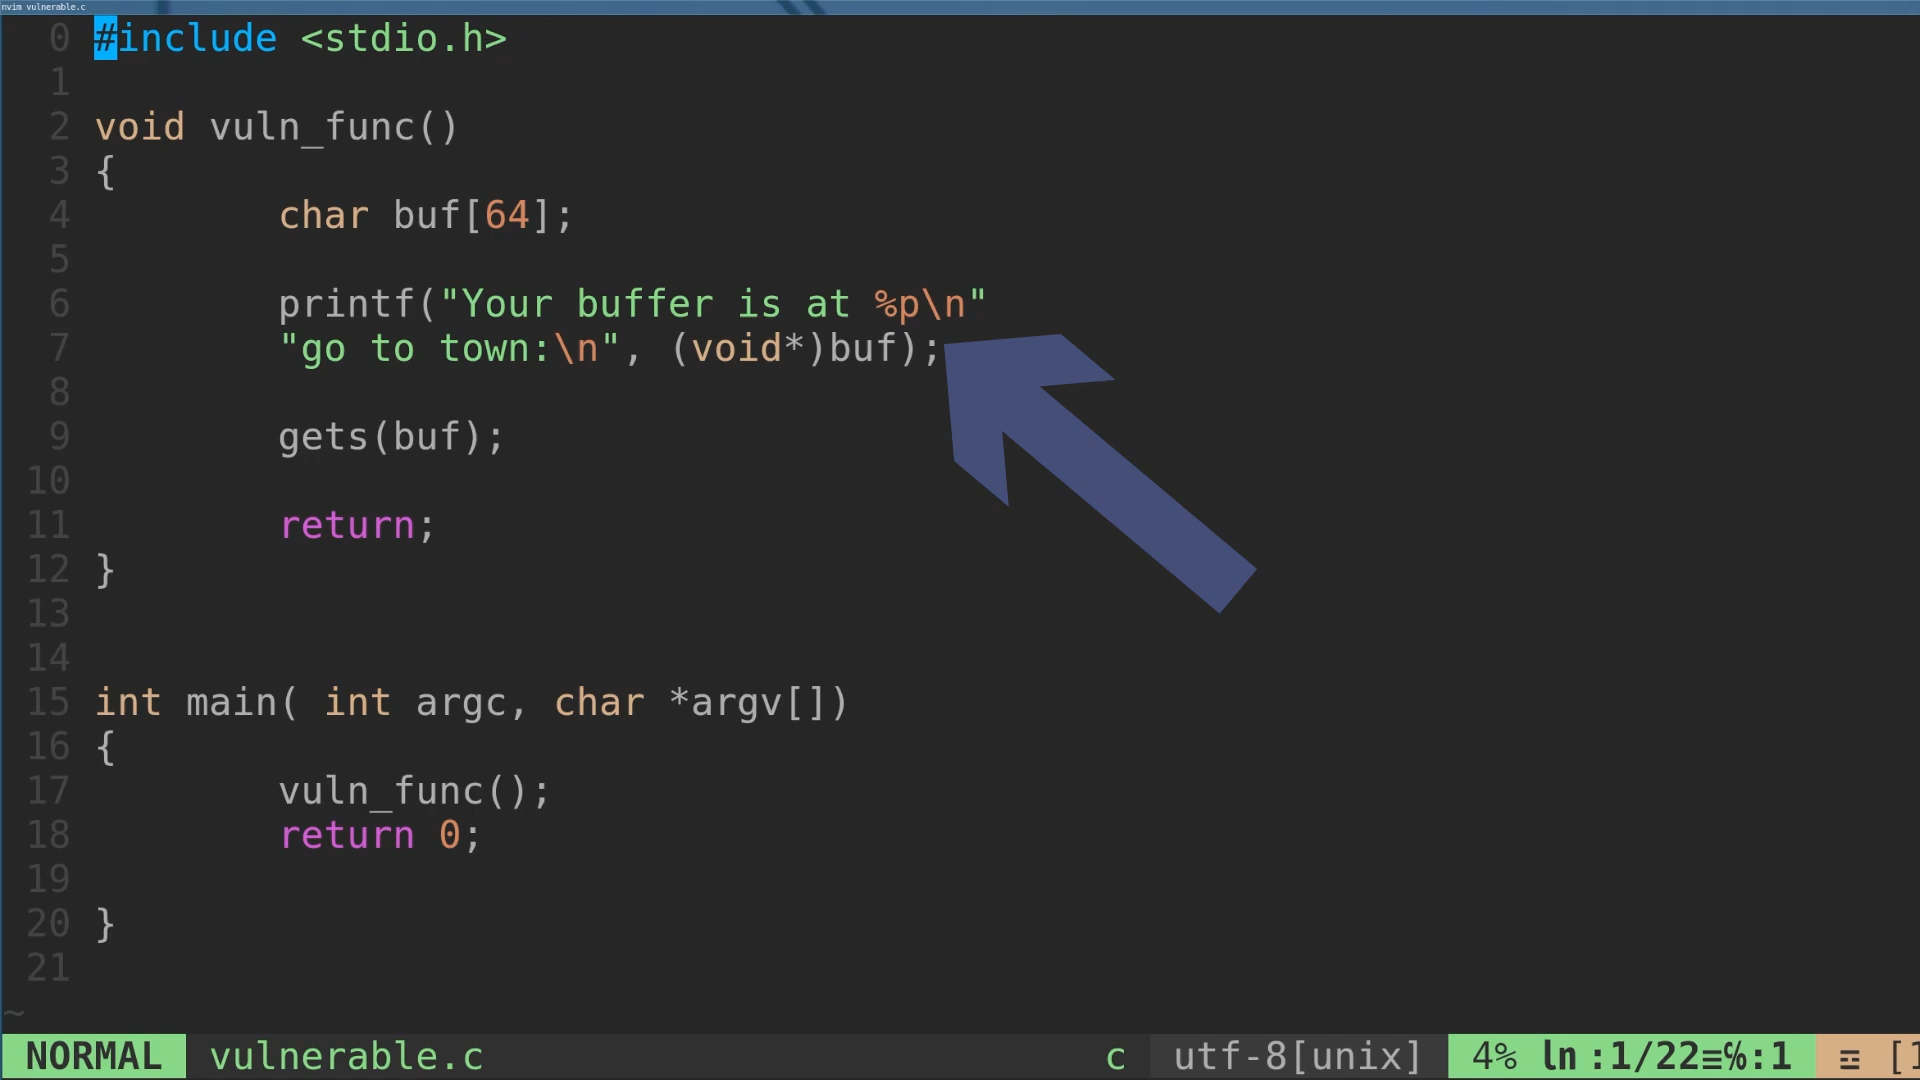 nvim vulnerable.c
0 #include <stdio.h>
1
2 void vuln_func()
3 {
4 char buf[64];
5
6 printf("Your buffer is at %p\n"
7 "go to town:\n", (void*)buf);
8
9 gets(buf);
10
11 return;
12 }
13
14
15 int main( int argc, char *argv[])
16 {
17 vuln_func();
18 return 0;
19
20 }
21
~
NORMAL vulnerable.c c utf-8[unix] 4% ln :1/22≡℅:1 ☲ [1